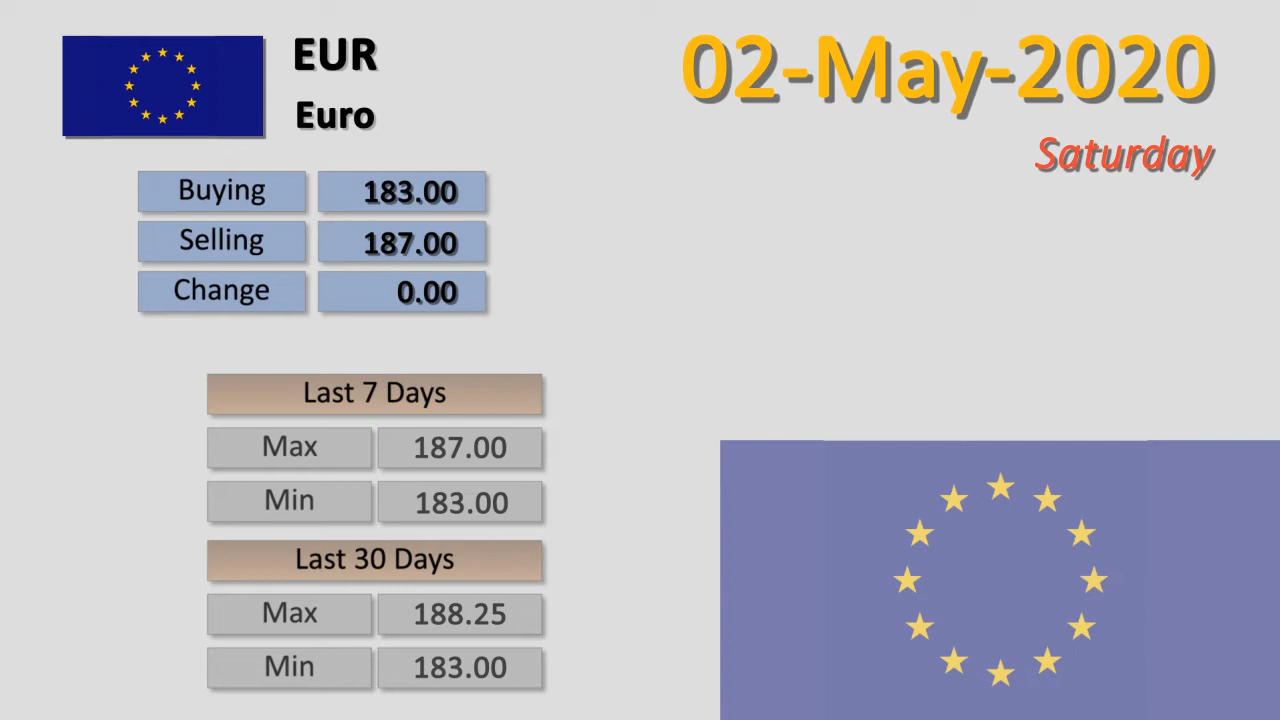 EUR
Euro
02-May-2020
Saturday
Buying 183.00
Selling 187.00
Change 0.00
Last 7 Days
Max 187.00
Min 183.00
Last 30 Days
Max 188.25
Min 183.00